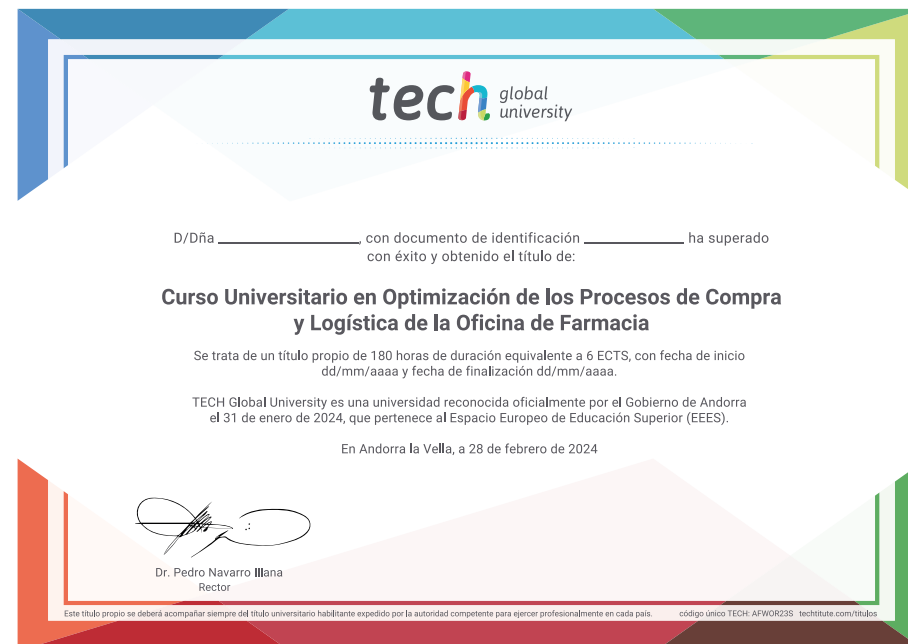 tech global university
D/Dña ____________________, con documento de identificación ______________ ha superado
con éxito y obtenido el título de:
Curso Universitario en Optimización de los Procesos de Compra
y Logística de la Oficina de Farmacia
Se trata de un título propio de 180 horas de duración equivalente a 6 ECTS, con fecha de inicio
dd/mm/aaaa y fecha de finalización dd/mm/aaaa.
TECH Global University es una universidad reconocida oficialmente por el Gobierno de Andorra
el 31 de enero de 2024, que pertenece al Espacio Europeo de Educación Superior (EEES).
En Andorra la Vella, a 28 de febrero de 2024
Dr. Pedro Navarro Illana
Rector
Este título propio se deberá acompañar siempre del título universitario habilitante expedido por la autoridad competente para ejercer profesionalmente en cada país. código único TECH: AFWOR23S techtitute.com/titulos